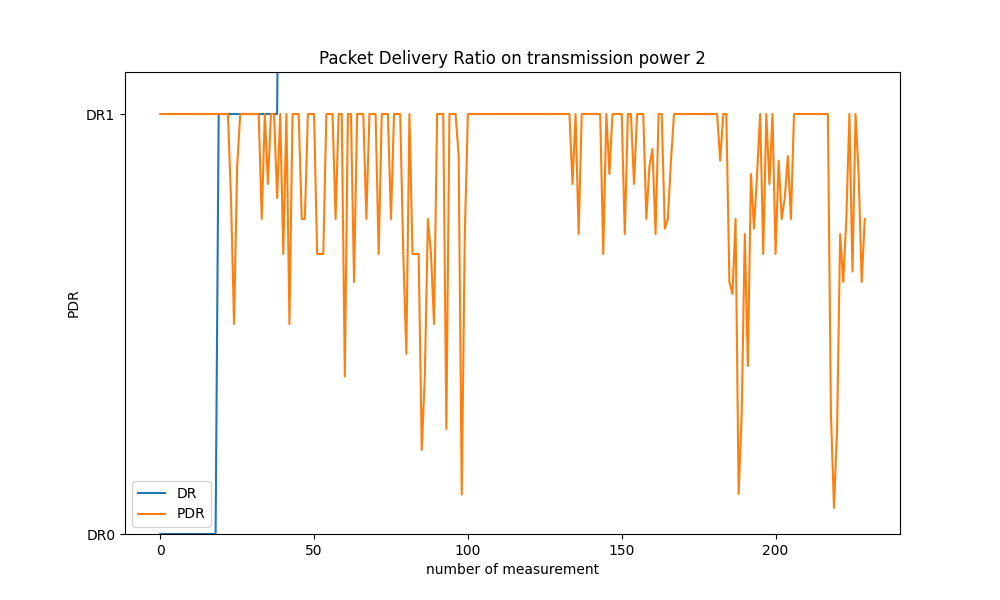 Packet Delivery Ratio on transmission power 2
DR1
PDR
DR0
DR
PDR
0 50 100 150 200
number of measurement